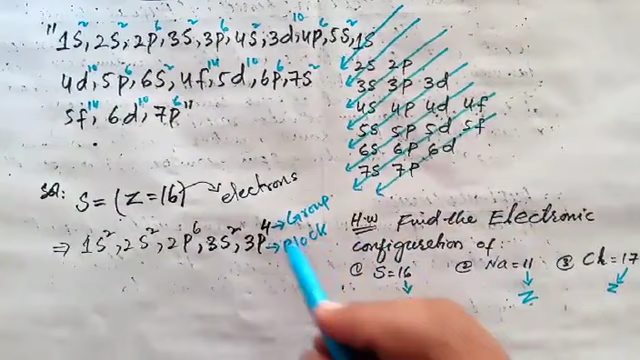 "1S², 2S², 2p⁶, 3S², 3p⁶, 4S², 3d¹⁰, 4p⁶, 5S²,
4d¹⁰, 5p⁶, 6S², 4f¹⁴, 5d¹⁰, 6p⁶, 7S²
5f¹⁴, 6d¹⁰, 7p⁶"
1S
2S 2P
3S 3P 3d
4S 4p 4d 4f
5S 5p 5d 5f
6S 6P 6d
7S 7P
Sol: S = (Z=16) → electrons
⇒ 1S², 2S², 2p⁶, 3S², 3p⁴ → Group
→ Block
H.W Find the Electronic
configuration of:
① S=16 ② Na=11 ③ Ch=17
Z Z